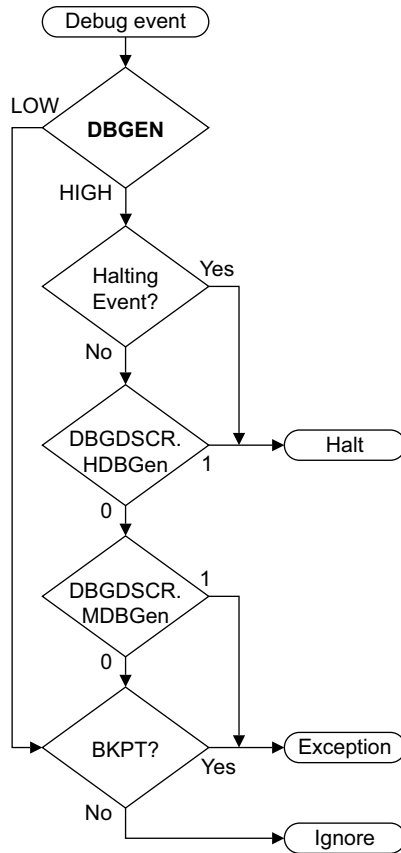 Debug event
LOW
DBGEN
HIGH
Halting
Event?
Yes
No
DBGDSCR.
HDBGen
1
Halt
0
DBGDSCR.
MDBGen
1
0
BKPT?
Yes
Exception
No
Ignore